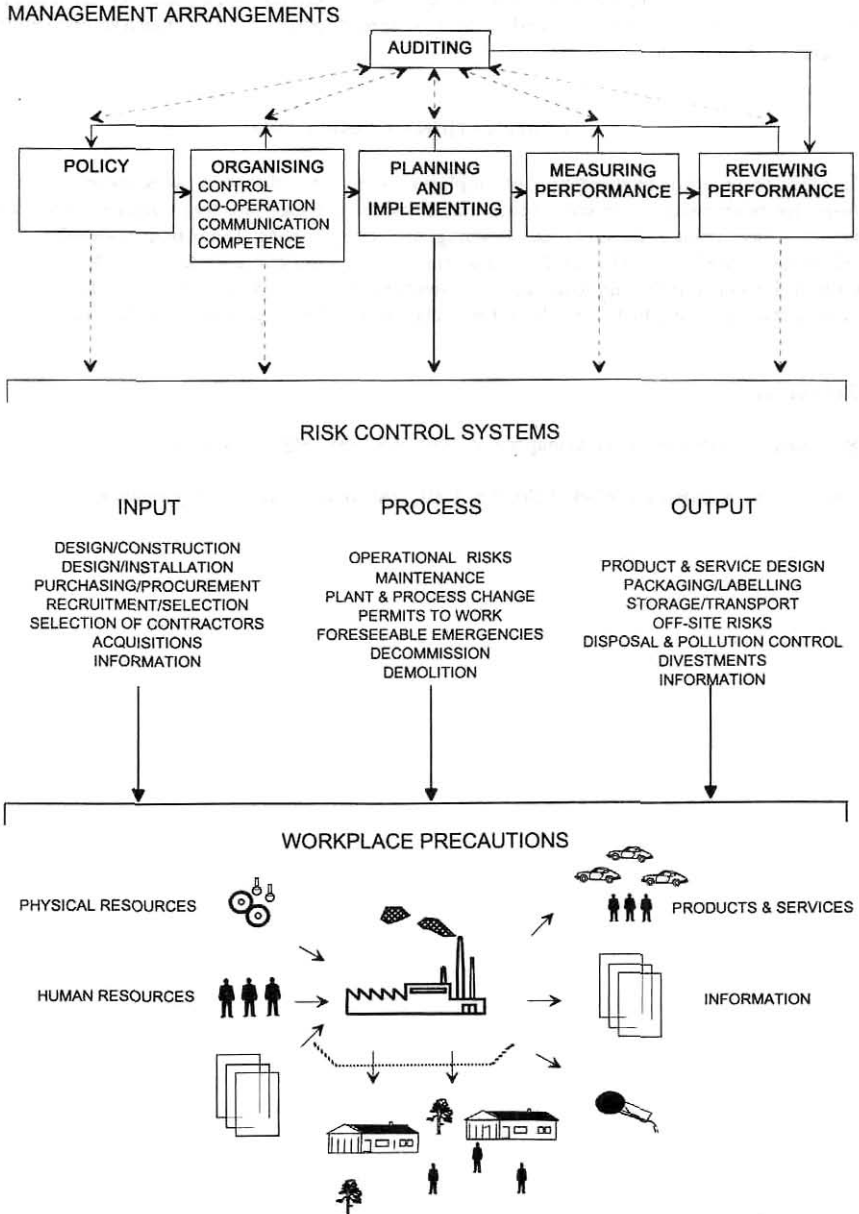 MANAGEMENT ARRANGEMENTS
AUDITING
POLICY
ORGANISING
CONTROL
CO-OPERATION
COMMUNICATION
COMPETENCE
PLANNING
AND
IMPLEMENTING
MEASURING
PERFORMANCE
REVIEWING
PERFORMANCE
RISK CONTROL SYSTEMS
INPUT
DESIGN/CONSTRUCTION
DESIGN/INSTALLATION
PURCHASING/PROCUREMENT
RECRUITMENT/SELECTION
SELECTION OF CONTRACTORS
ACQUISITIONS
INFORMATION
PROCESS
OPERATIONAL RISKS
MAINTENANCE
PLANT & PROCESS CHANGE
PERMITS TO WORK
FORESEEABLE EMERGENCIES
DECOMMISSION
DEMOLITION
OUTPUT
PRODUCT & SERVICE DESIGN
PACKAGING/LABELLING
STORAGE/TRANSPORT
OFF-SITE RISKS
DISPOSAL & POLLUTION CONTROL
DIVESTMENTS
INFORMATION
WORKPLACE PRECAUTIONS
PHYSICAL RESOURCES
PRODUCTS & SERVICES
HUMAN RESOURCES
INFORMATION